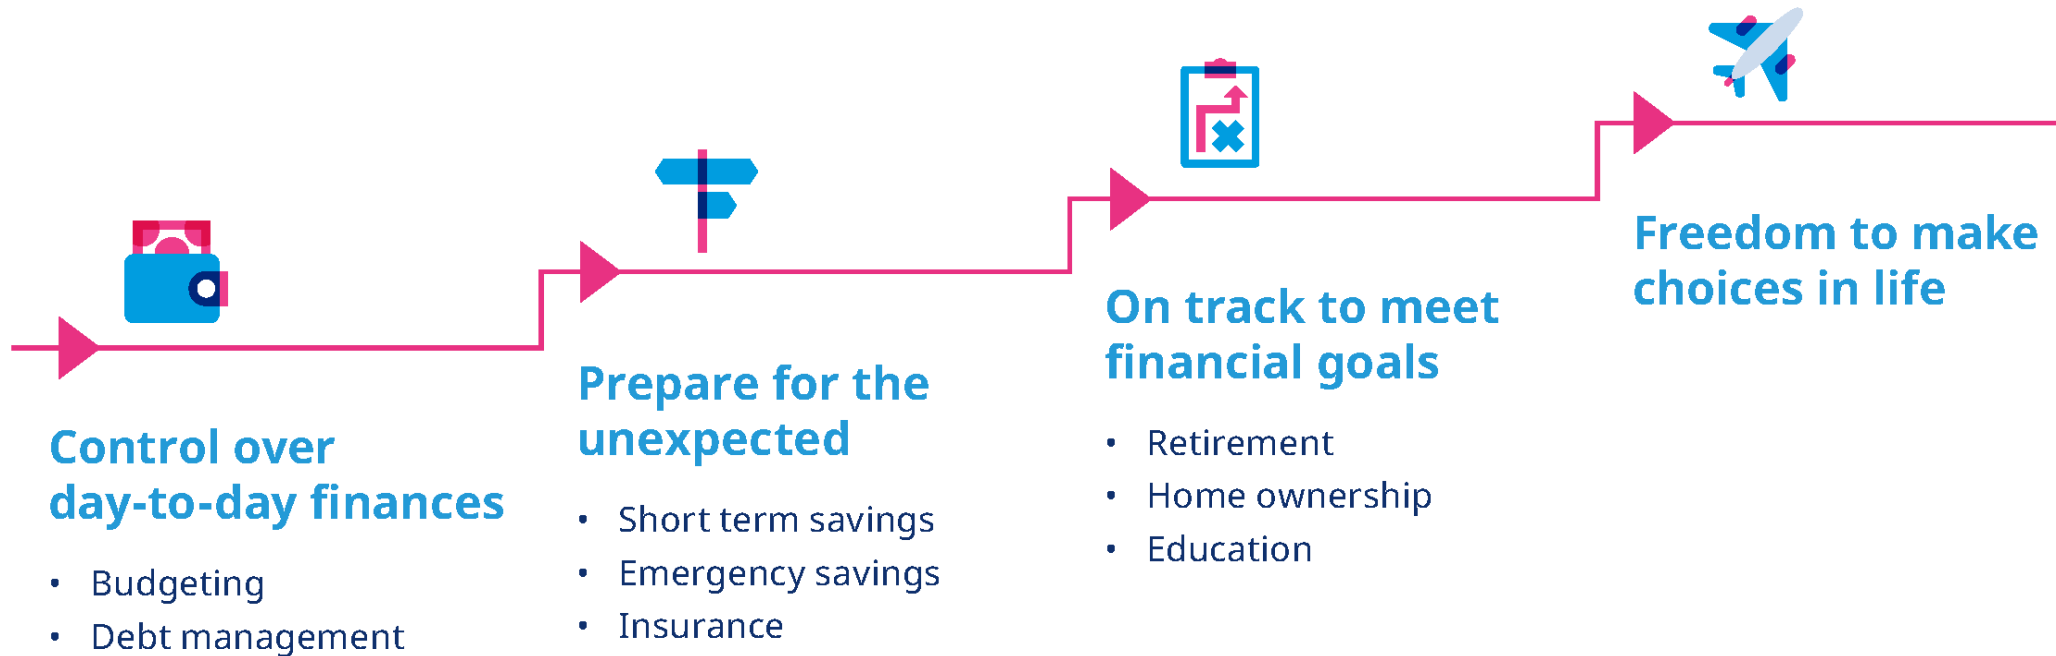 Control over
day-to-day finances
• Budgeting
• Debt management
Prepare for the
unexpected
• Short term savings
• Emergency savings
• Insurance
On track to meet
financial goals
• Retirement
• Home ownership
• Education
Freedom to make
choices in life